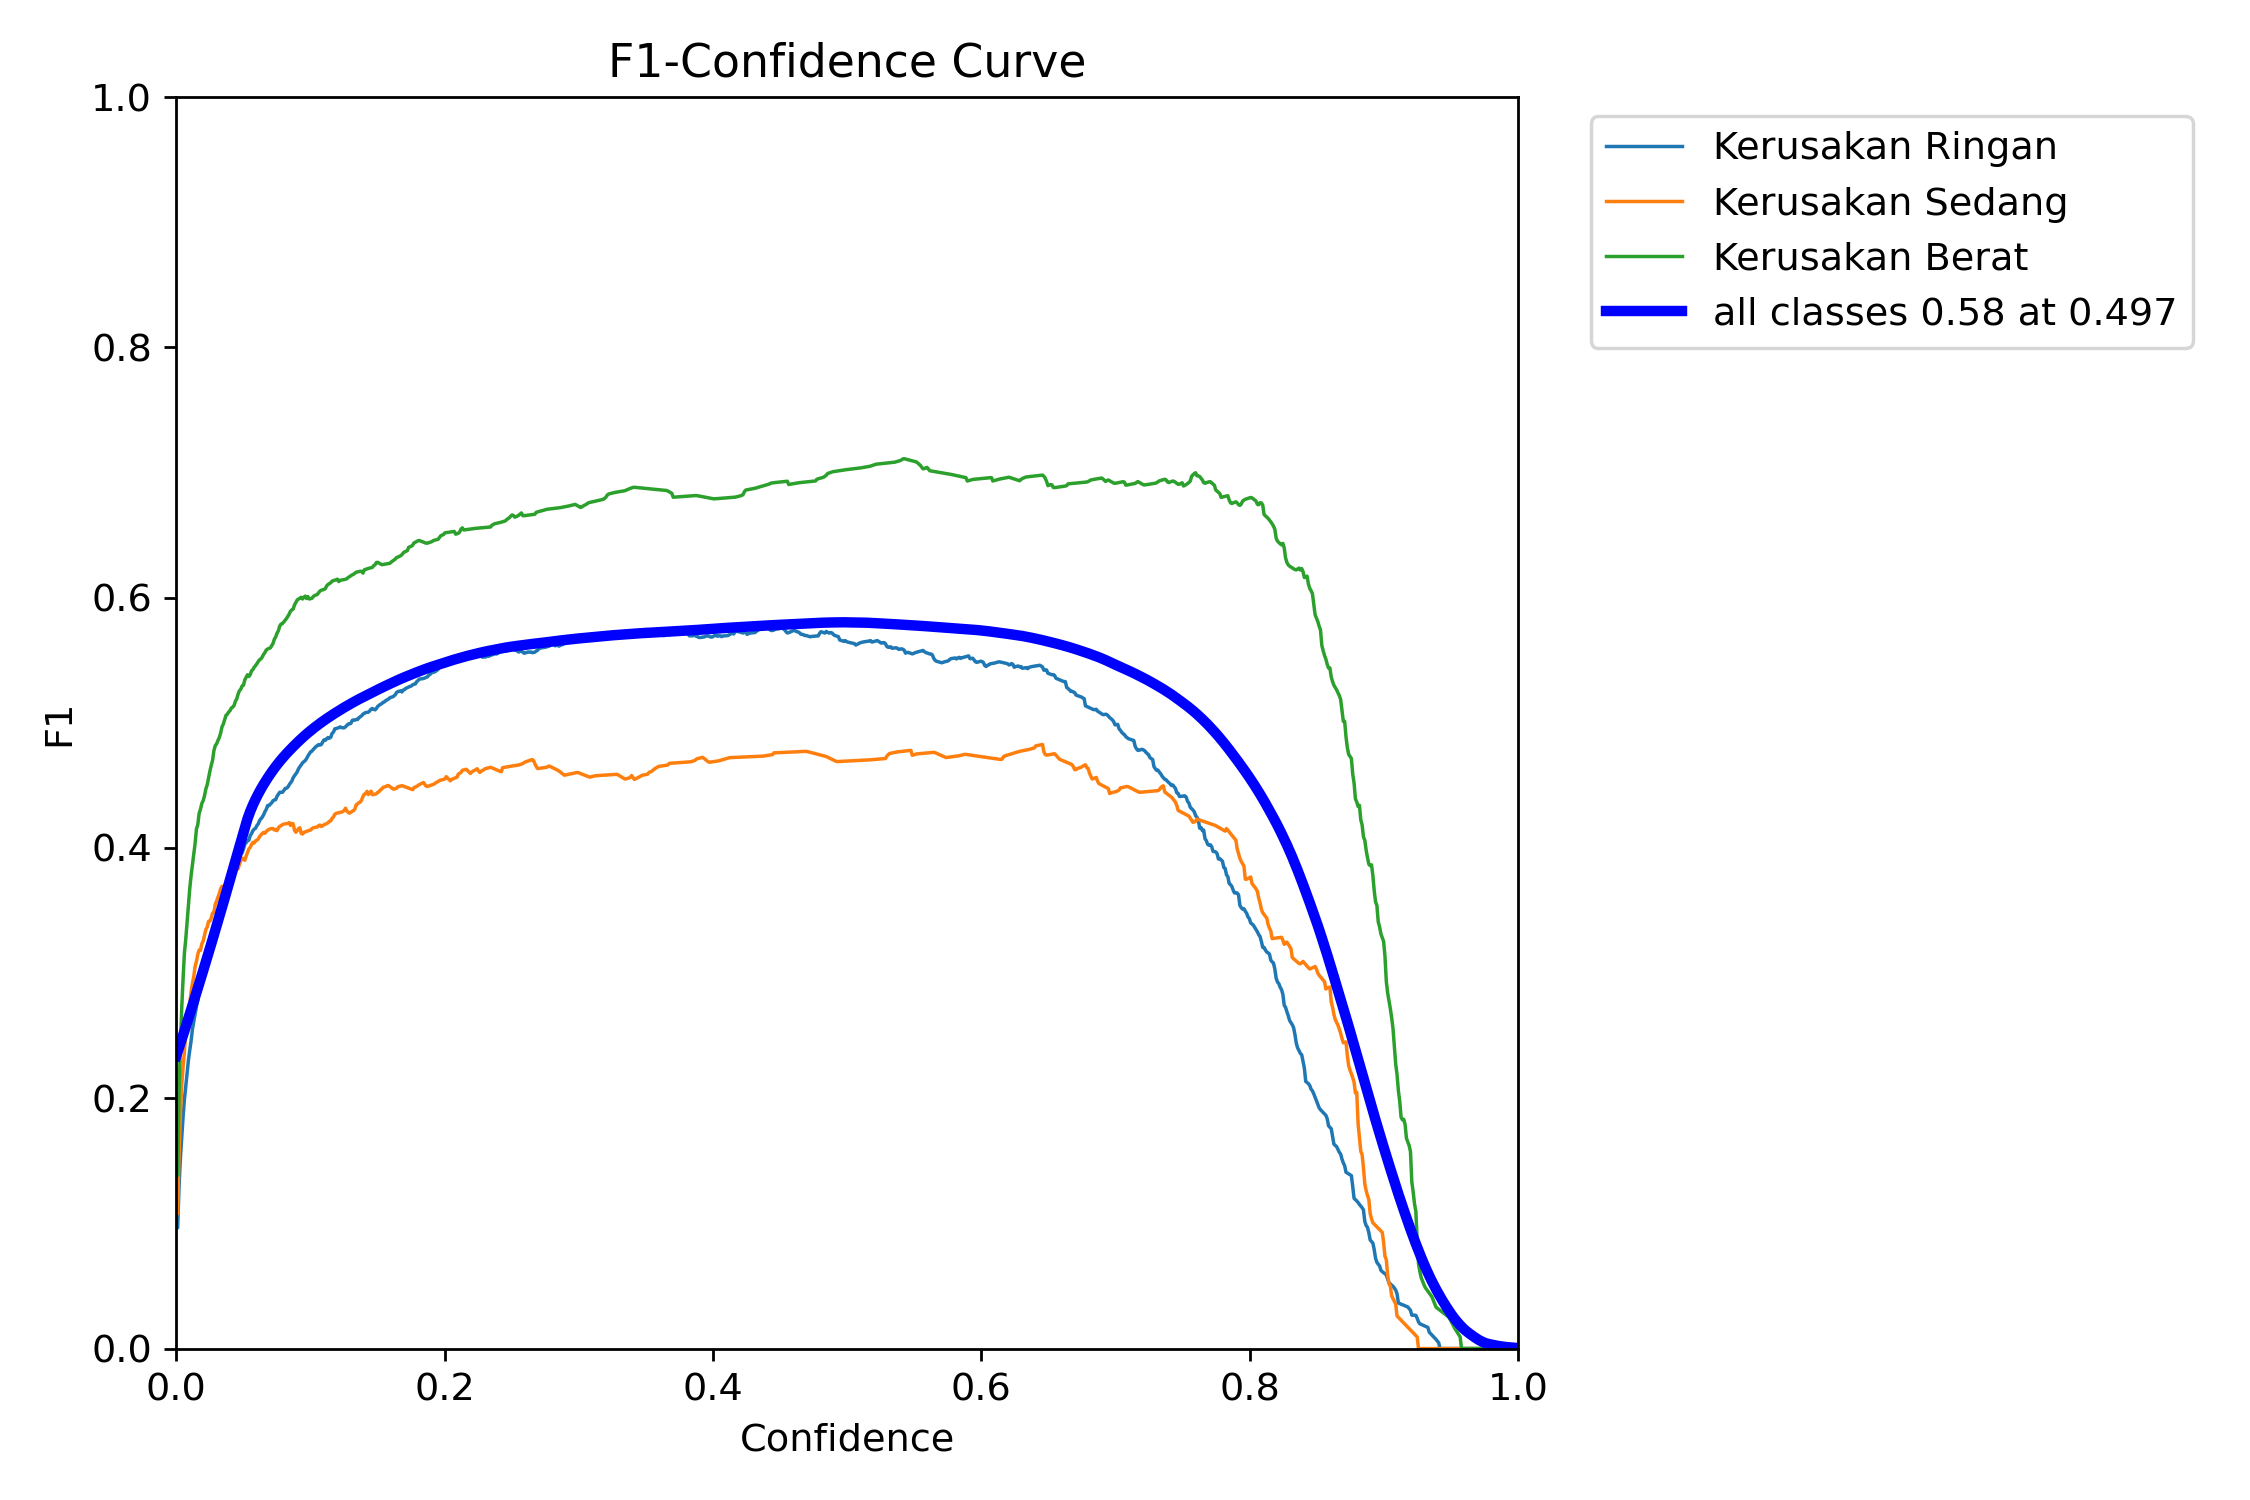 F1-Confidence Curve
1.0
0.8
0.6
0.4
0.2
0.0
F1
0.0 0.2 0.4 0.6 0.8 1.0
Confidence
Kerusakan Ringan
Kerusakan Sedang
Kerusakan Berat
all classes 0.58 at 0.497